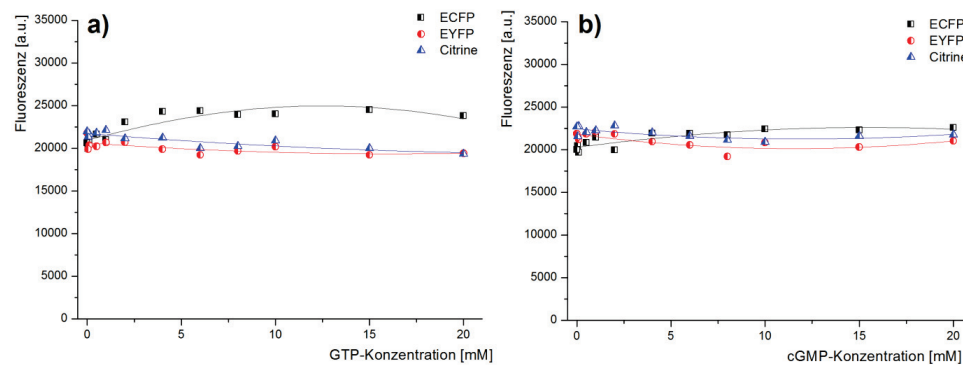 a)
ECFP
EYFP
Citrine
Fluoreszenz [a.u.]
35000
30000
25000
20000
15000
10000
5000
0
0 5 10 15 20
GTP-Konzentration [mM]
b)
ECFP
EYFP
Citrine
Fluoreszenz [a.u.]
35000
30000
25000
20000
15000
10000
5000
0
0 5 10 15 20
cGMP-Konzentration [mM]